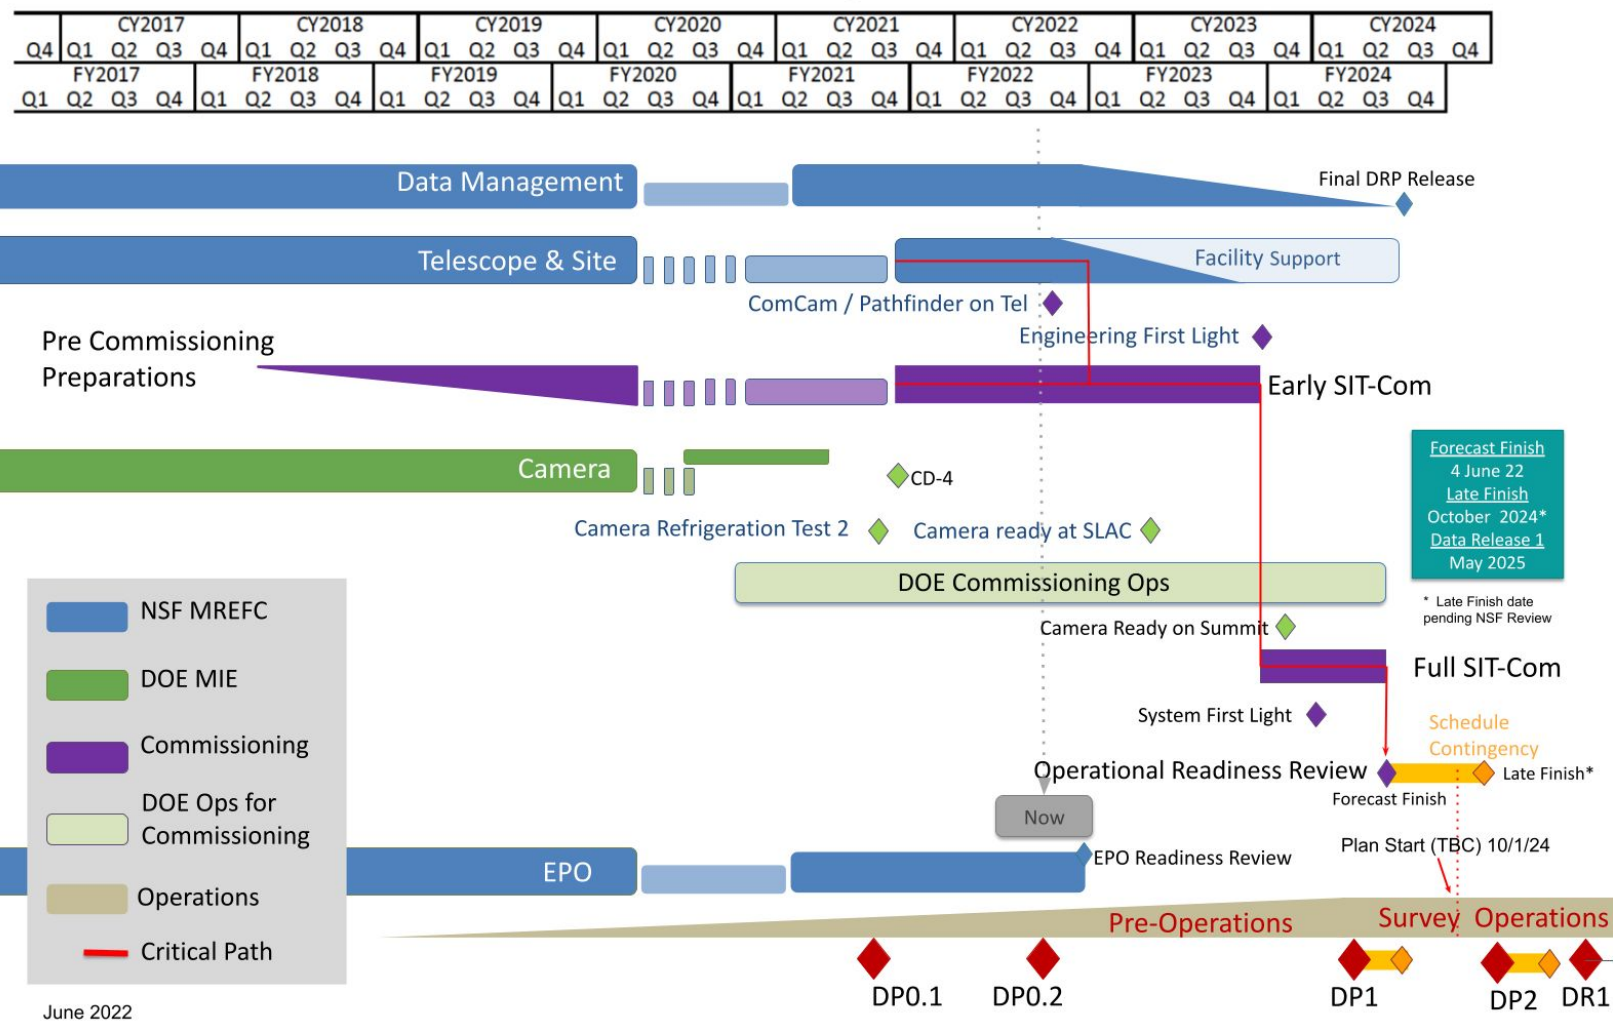 CY2017 CY2018 CY2019 CY2020 CY2021 CY2022 CY2023 CY2024
Q4 Q1 Q2 Q3 Q4 Q1 Q2 Q3 Q4 Q1 Q2 Q3 Q4 Q1 Q2 Q3 Q4 Q1 Q2 Q3 Q4 Q1 Q2 Q3 Q4 Q1 Q2 Q3 Q4 Q1 Q2 Q3 Q4
FY2017 FY2018 FY2019 FY2020 FY2021 FY2022 FY2023 FY2024
Q1 Q2 Q3 Q4 Q1 Q2 Q3 Q4 Q1 Q2 Q3 Q4 Q1 Q2 Q3 Q4 Q1 Q2 Q3 Q4 Q1 Q2 Q3 Q4 Q1 Q2 Q3 Q4 Q1 Q2 Q3 Q4
Data Management
Final DRP Release
Telescope & Site
Facility Support
ComCam / Pathfinder on Tel
Engineering First Light
Pre Commissioning
Preparations
Early SIT-Com
Camera
CD-4
Camera Refrigeration Test 2
Camera ready at SLAC
Forecast Finish
4 June 22
Late Finish
October 2024*
Data Release 1
May 2025
* Late Finish date
pending NSF Review
DOE Commissioning Ops
Camera Ready on Summit
Full SIT-Com
System First Light
Schedule
Contingency
Operational Readiness Review
Late Finish*
Forecast Finish
Now
Plan Start (TBC) 10/1/24
EPO
EPO Readiness Review
Pre-Operations
Survey Operations
DP0.1
DP0.2
DP1
DP2
DR1
NSF MREFC
DOE MIE
Commissioning
DOE Ops for
Commissioning
Operations
Critical Path
June 2022